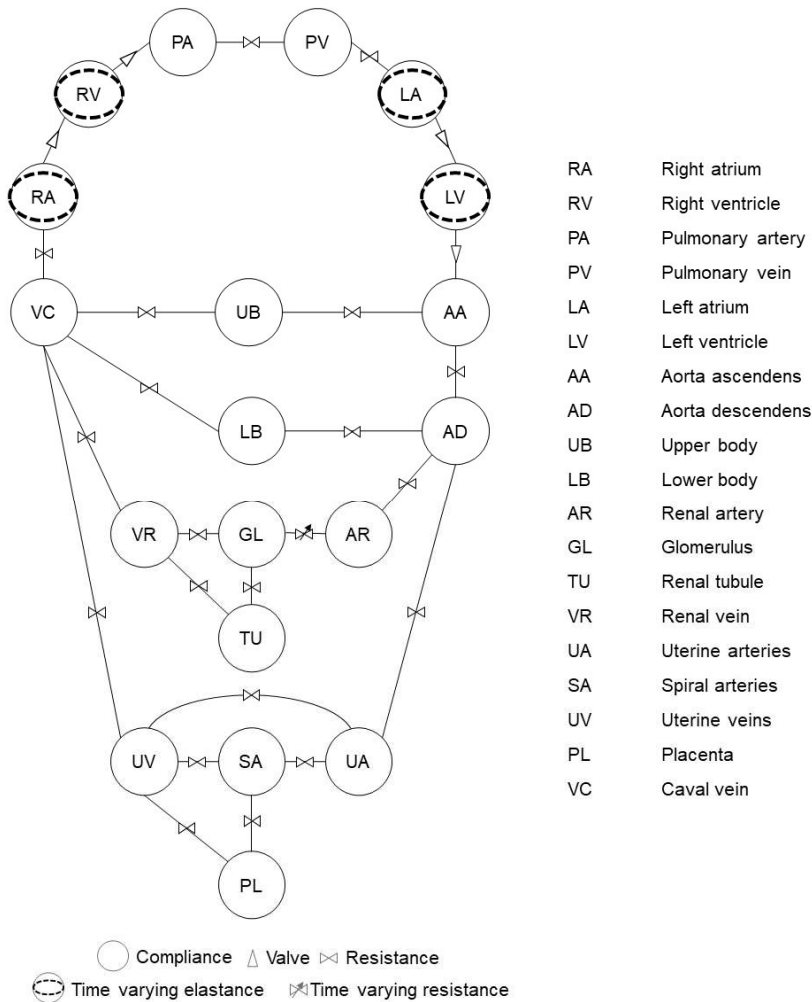 PA PV
RV LA
RA LV
VC UB AA
LB AD
VR GL AR
TU
UV SA UA
PL
RA Right atrium
RV Right ventricle
PA Pulmonary artery
PV Pulmonary vein
LA Left atrium
LV Left ventricle
AA Aorta ascendens
AD Aorta descendens
UB Upper body
LB Lower body
AR Renal artery
GL Glomerulus
TU Renal tubule
VR Renal vein
UA Uterine arteries
SA Spiral arteries
UV Uterine veins
PL Placenta
VC Caval vein
Compliance Valve Resistance
Time varying elastance Time varying resistance